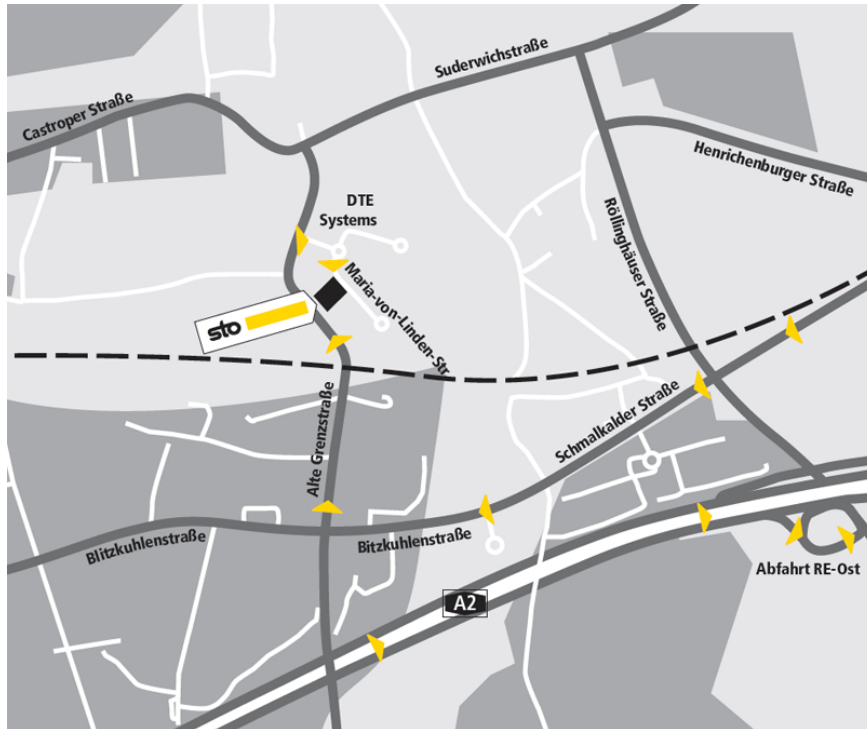 Suderwichstraße
Castroper Straße
Henrichenburger Straße
DTE
Systems
Röllinghäuser Straße
Maria-von-Linden-Str
sto
Schmalkalder Straße
Alte Grenzstraße
Blitzkuhlenstraße
Bitzkuhlenstraße
Abfahrt RE-Ost
A2